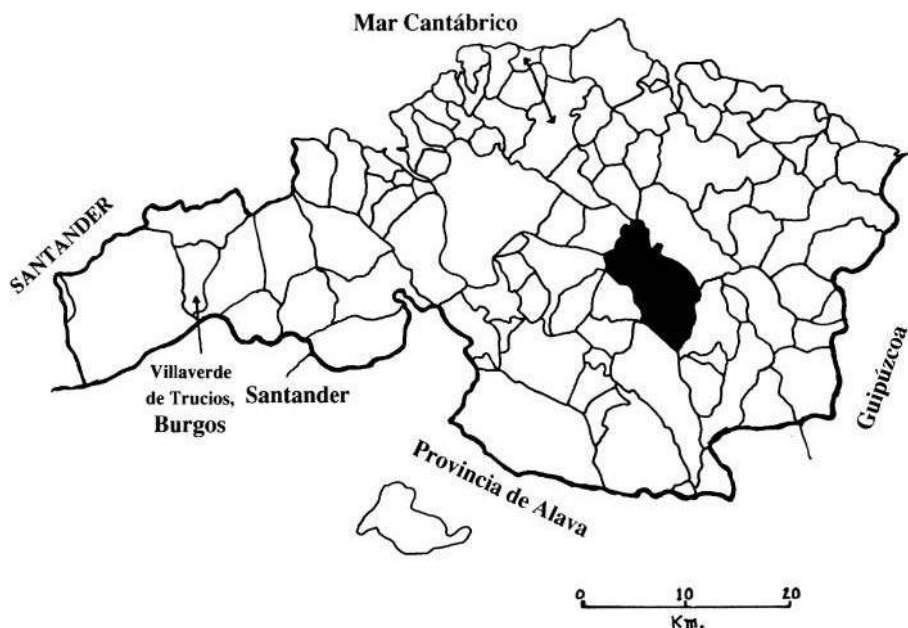 Mar Cantábrico
SANTANDER
Villaverde
de Trucios,
Burgos
Santander
Guipúzcoa
Provincia de Alava
0 10 20
Km.